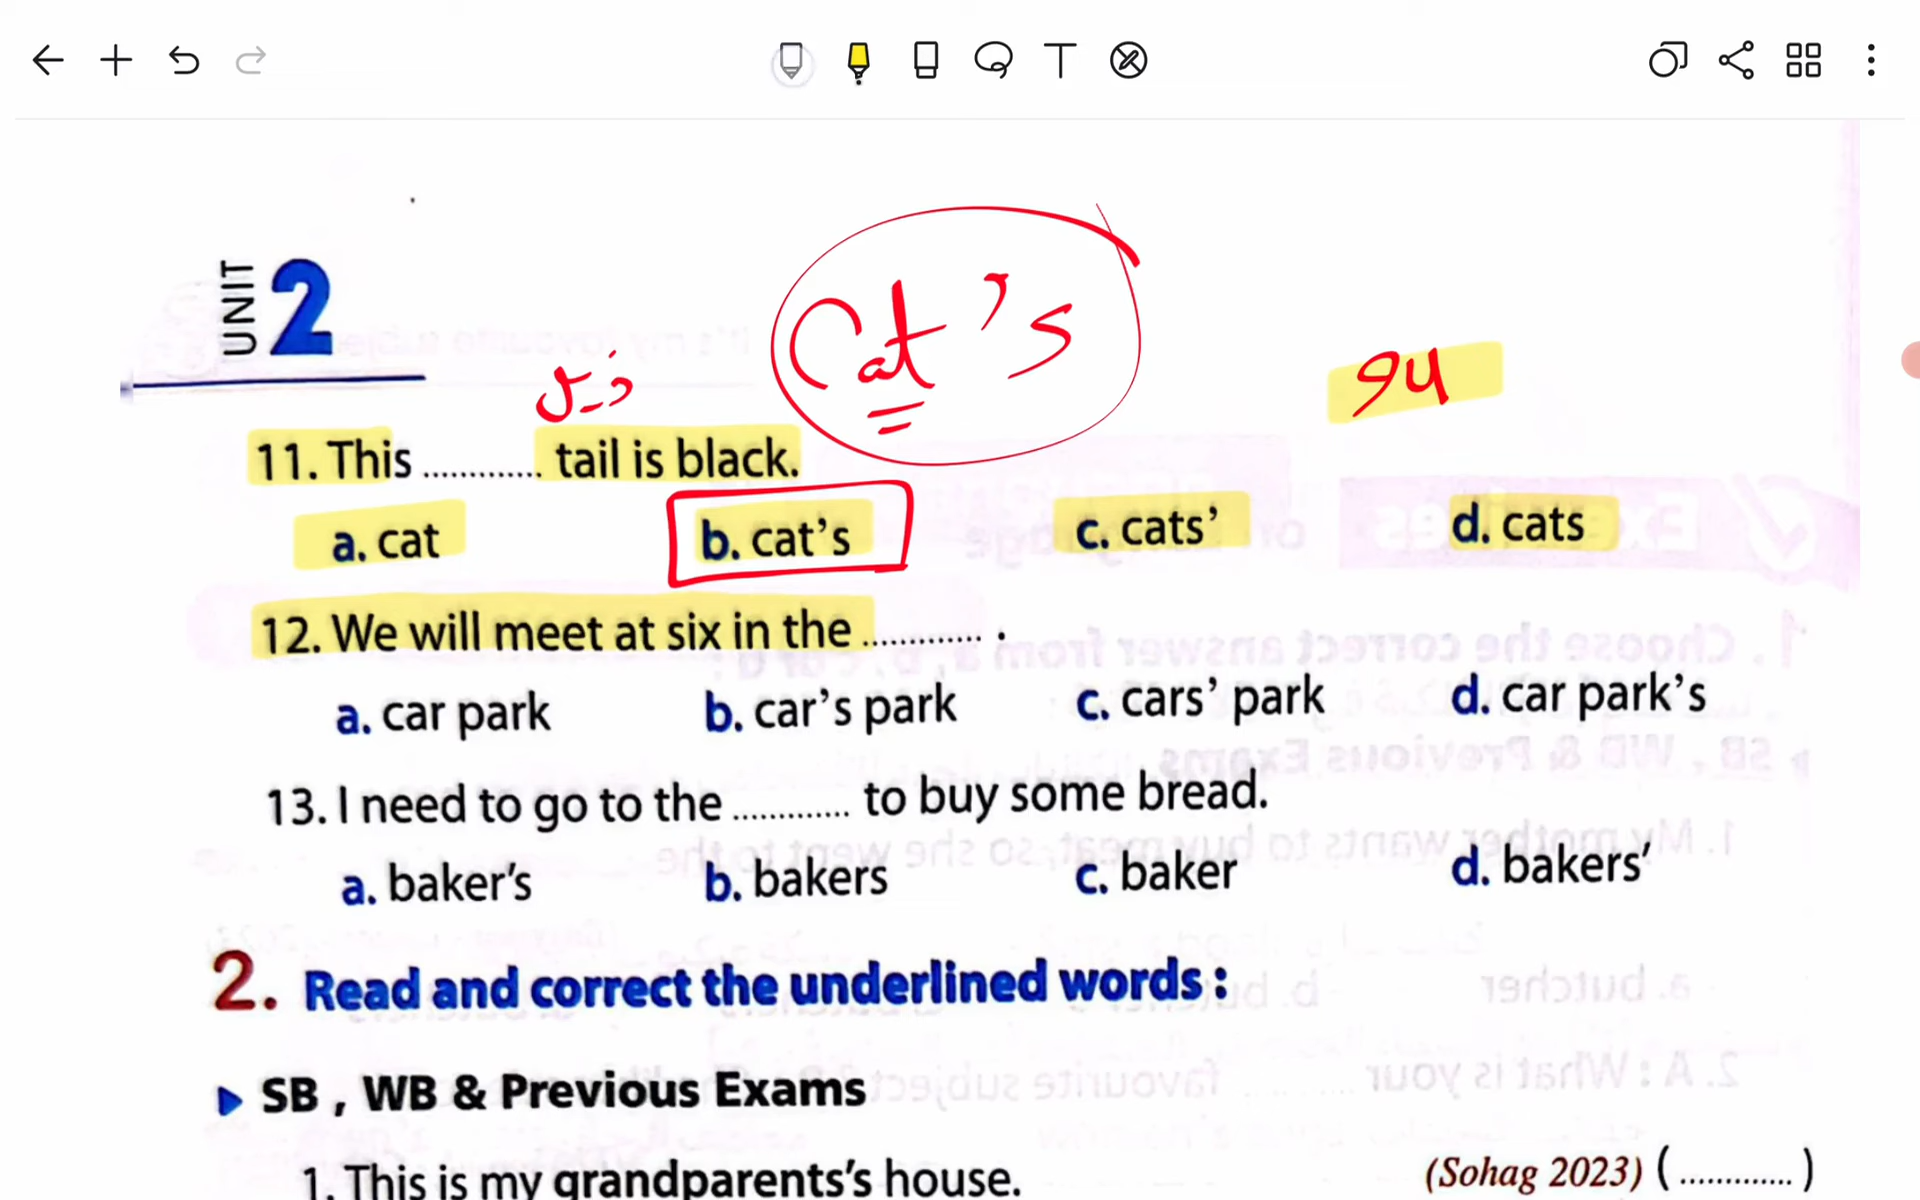 UNIT 2
Cat's
ذيل
94
11. This ............. tail is black.
a. cat b. cat's c. cats' d. cats
12. We will meet at six in the ............. .
a. car park b. car's park c. cars' park d. car park's
13. I need to go to the ............. to buy some bread.
a. baker's b. bakers c. baker d. bakers'
2. Read and correct the underlined words:
SB , WB & Previous Exams
1. This is my grandparents's house. (Sohag 2023) (.............)